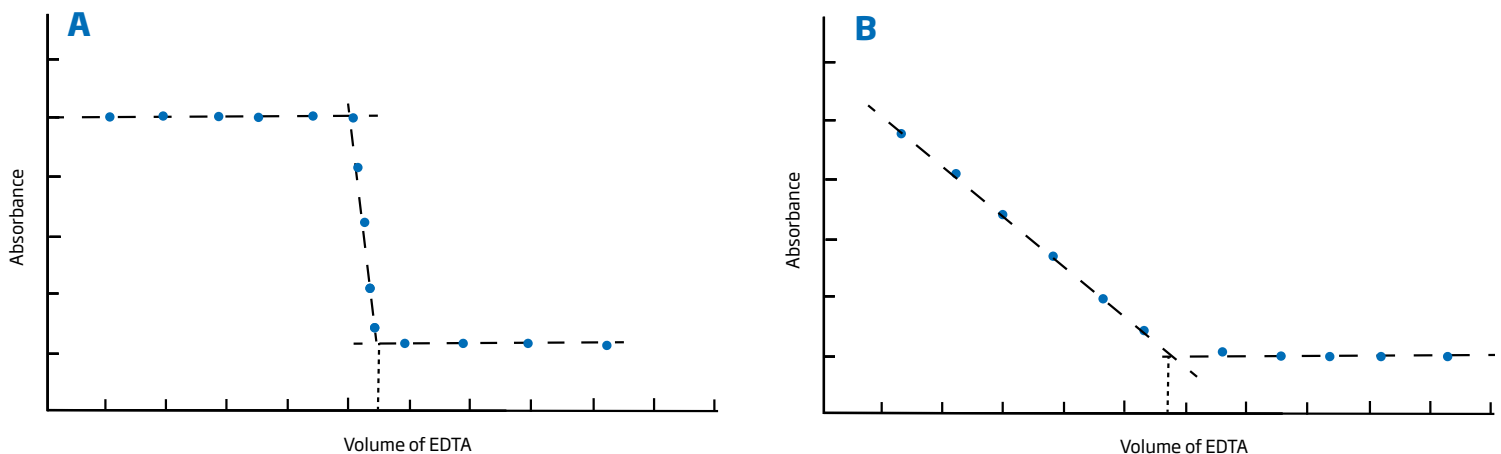 A
Absorbance
Volume of EDTA
B
Absorbance
Volume of EDTA